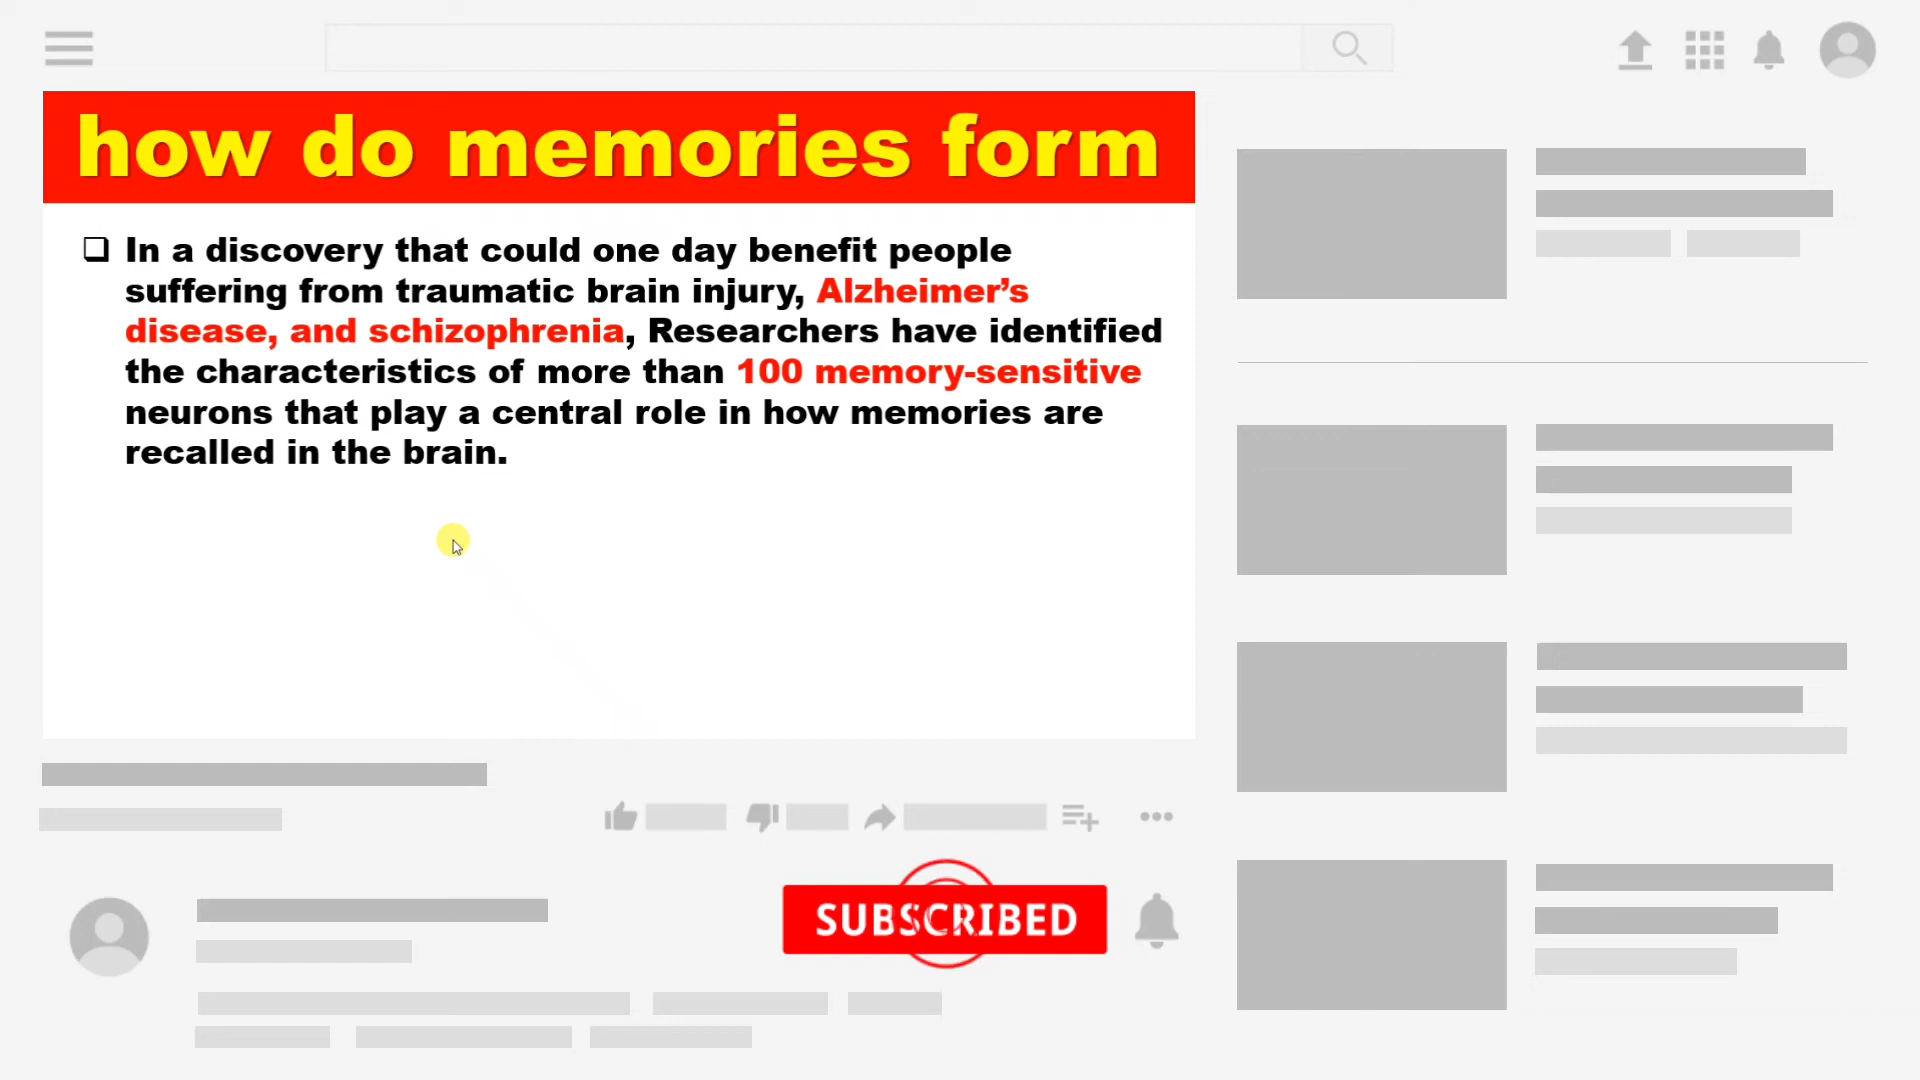 how do memories form
In a discovery that could one day benefit people
suffering from traumatic brain injury, Alzheimer’s
disease, and schizophrenia, Researchers have identified
the characteristics of more than 100 memory-sensitive
neurons that play a central role in how memories are
recalled in the brain.
SUBSCRIBED